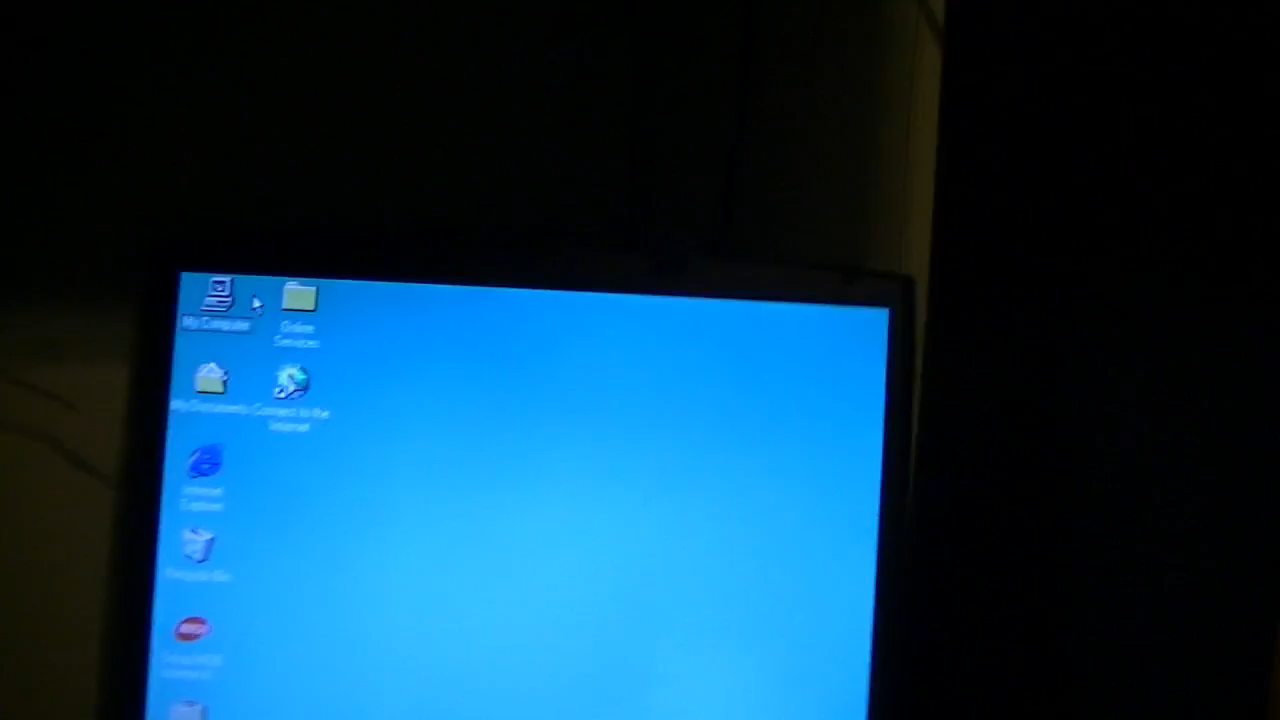 My Computer
Online
Services
My Documents
Connect to the
Internet
Internet
Explorer
Recycle Bin